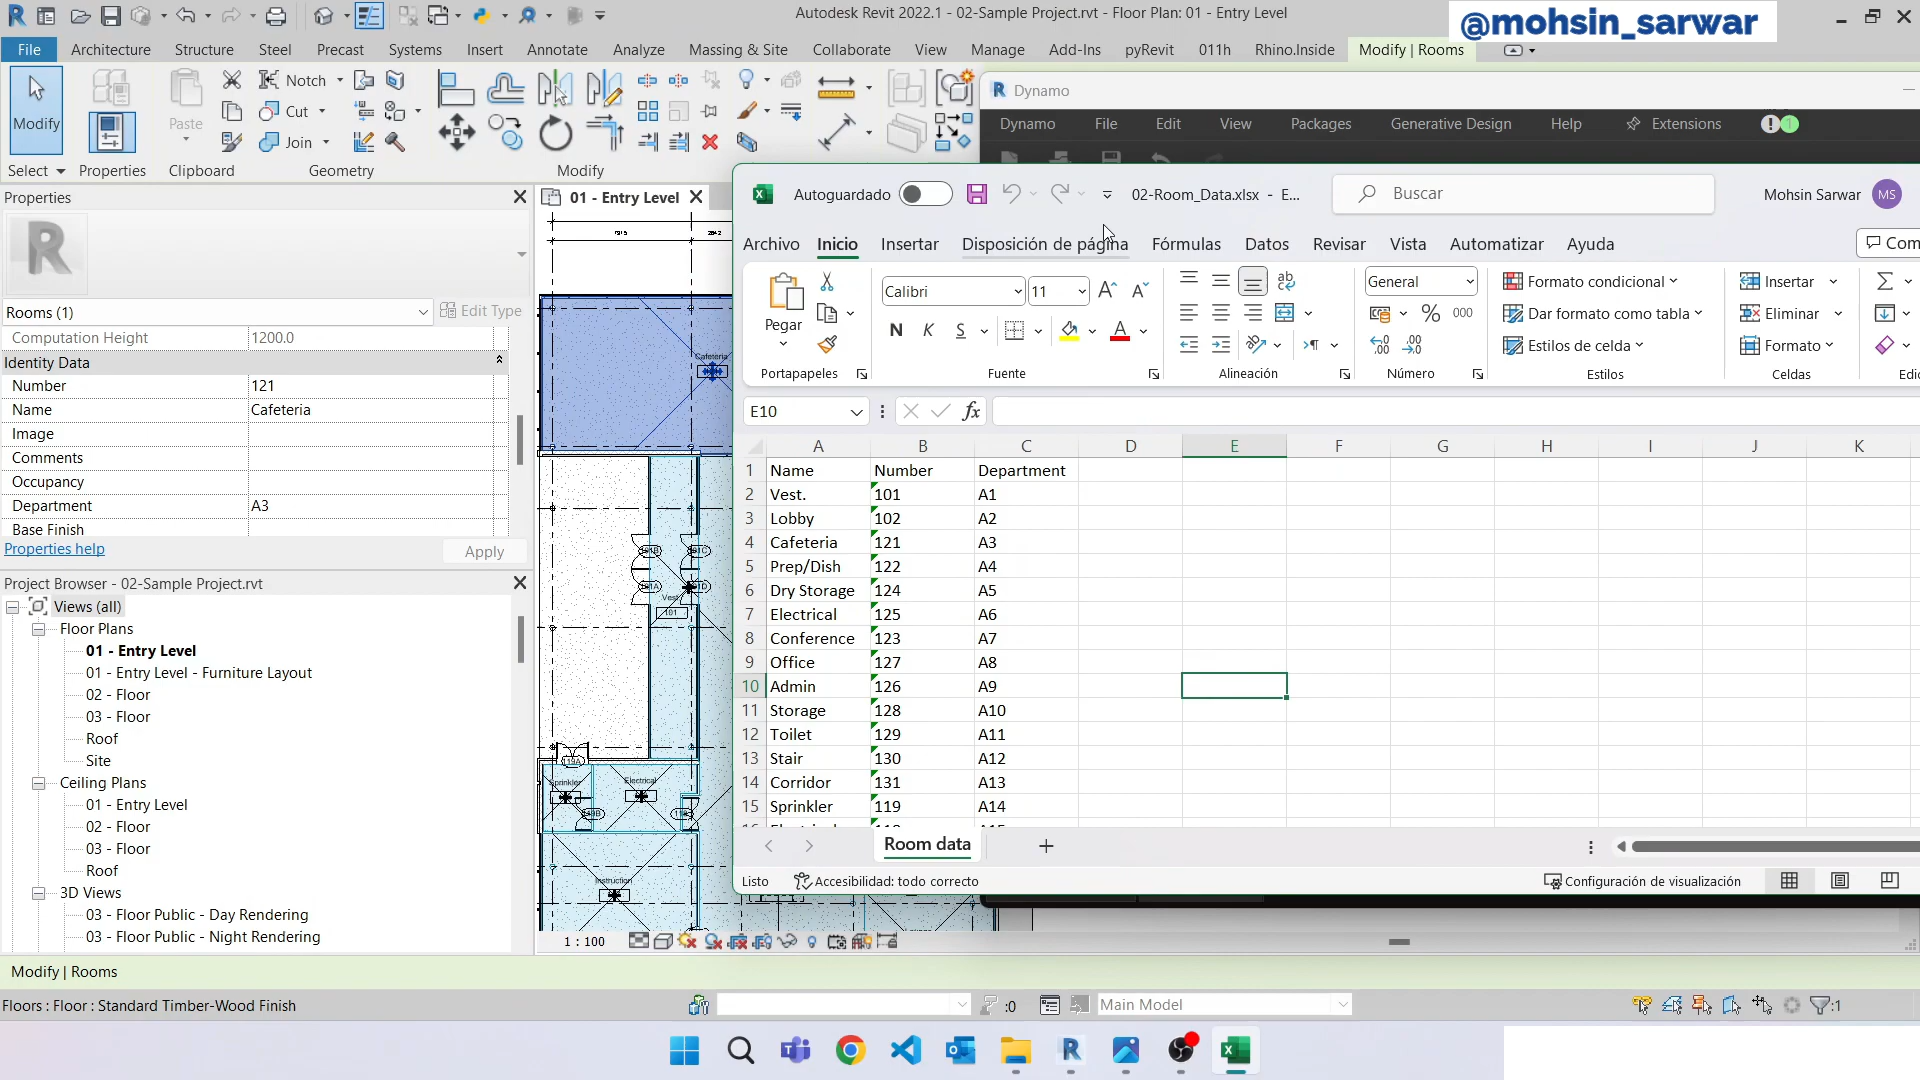 Autodesk Revit 2022.1 - 02-Sample Project.rvt - Floor Plan: 01 - Entry Level
@mohsin_sarwar
File Architecture Structure Steel Precast Systems Insert Annotate Analyze Massing & Site Collaborate View Manage Add-Ins pyRevit 011h Rhino.Inside Modify | Rooms
Modify
Paste
Notch
Cut
Join
Select Properties Clipboard Geometry Modify
Dynamo
Dynamo File Edit View Packages Generative Design Help Extensions
1
Properties
01 - Entry Level
R
Rooms (1) Edit Type
Computation Height 1200.0
Identity Data
Number 121
Name Cafeteria
Image
Comments
Occupancy
Department A3
Base Finish
Properties help Apply
Project Browser - 02-Sample Project.rvt
Views (all)
Floor Plans
01 - Entry Level
01 - Entry Level - Furniture Layout
02 - Floor
03 - Floor
Roof
Site
Ceiling Plans
01 - Entry Level
02 - Floor
03 - Floor
Roof
3D Views
03 - Floor Public - Day Rendering
03 - Floor Public - Night Rendering
Cafeteria
Vest.
101
Sprinkler
Electrical
Instruction
Autoguardado 02-Room_Data.xlsx - E... Buscar Mohsin Sarwar MS
Archivo Inicio Insertar Disposición de página Fórmulas Datos Revisar Vista Automatizar Ayuda Com
Pegar
Calibri 11
N K S
General
% 000
Formato condicional
Dar formato como tabla
Estilos de celda
Insertar
Eliminar
Formato
Portapapeles Fuente Alineación Número Estilos Celdas Edic
E10 fx
A B C D E F G H I J K
1 Name Number Department
2 Vest. 101 A1
3 Lobby 102 A2
4 Cafeteria 121 A3
5 Prep/Dish 122 A4
6 Dry Storage 124 A5
7 Electrical 125 A6
8 Conference 123 A7
9 Office 127 A8
10 Admin 126 A9
11 Storage 128 A10
12 Toilet 129 A11
13 Stair 130 A12
14 Corridor 131 A13
15 Sprinkler 119 A14
Room data
Listo Accesibilidad: todo correcto Configuración de visualización
1 : 100
Modify | Rooms
Floors : Floor : Standard Timber-Wood Finish
:0
Main Model
:1